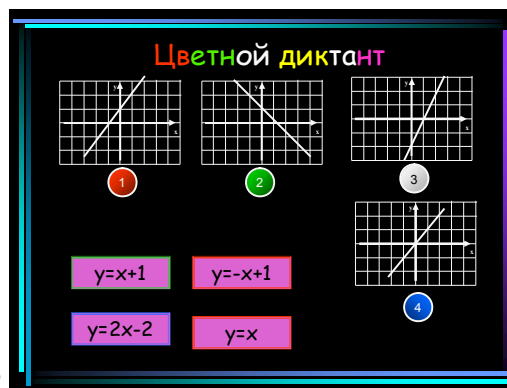 Цветной диктант
y
x
1
y
x
2
y
x
3
y
x
4
y=x+1
y=-x+1
y=2x-2
y=x